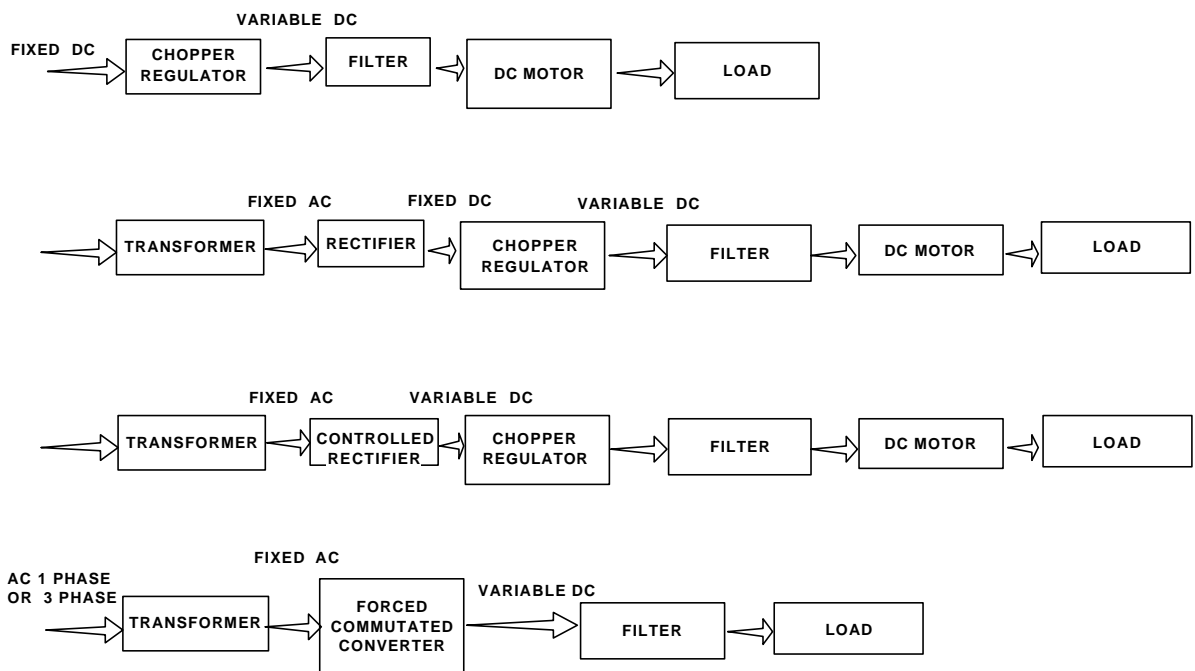 VARIABLE DC
FIXED DC
CHOPPER
REGULATOR
FILTER
DC MOTOR
LOAD
FIXED AC
FIXED DC
VARIABLE DC
TRANSFORMER
RECTIFIER
CHOPPER
REGULATOR
FILTER
DC MOTOR
LOAD
FIXED AC
VARIABLE DC
TRANSFORMER
CONTROLLED
RECTIFIER
CHOPPER
REGULATOR
FILTER
DC MOTOR
LOAD
FIXED AC
AC 1 PHASE
OR 3 PHASE
TRANSFORMER
FORCED
COMMUTATED
CONVERTER
VARIABLE DC
FILTER
LOAD